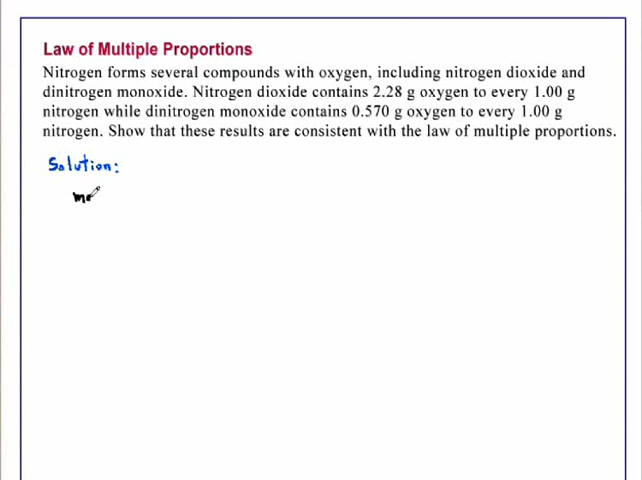 Law of Multiple Proportions
Nitrogen forms several compounds with oxygen, including nitrogen dioxide and
dinitrogen monoxide. Nitrogen dioxide contains 2.28 g oxygen to every 1.00 g
nitrogen while dinitrogen monoxide contains 0.570 g oxygen to every 1.00 g
nitrogen. Show that these results are consistent with the law of multiple proportions.
Solution: